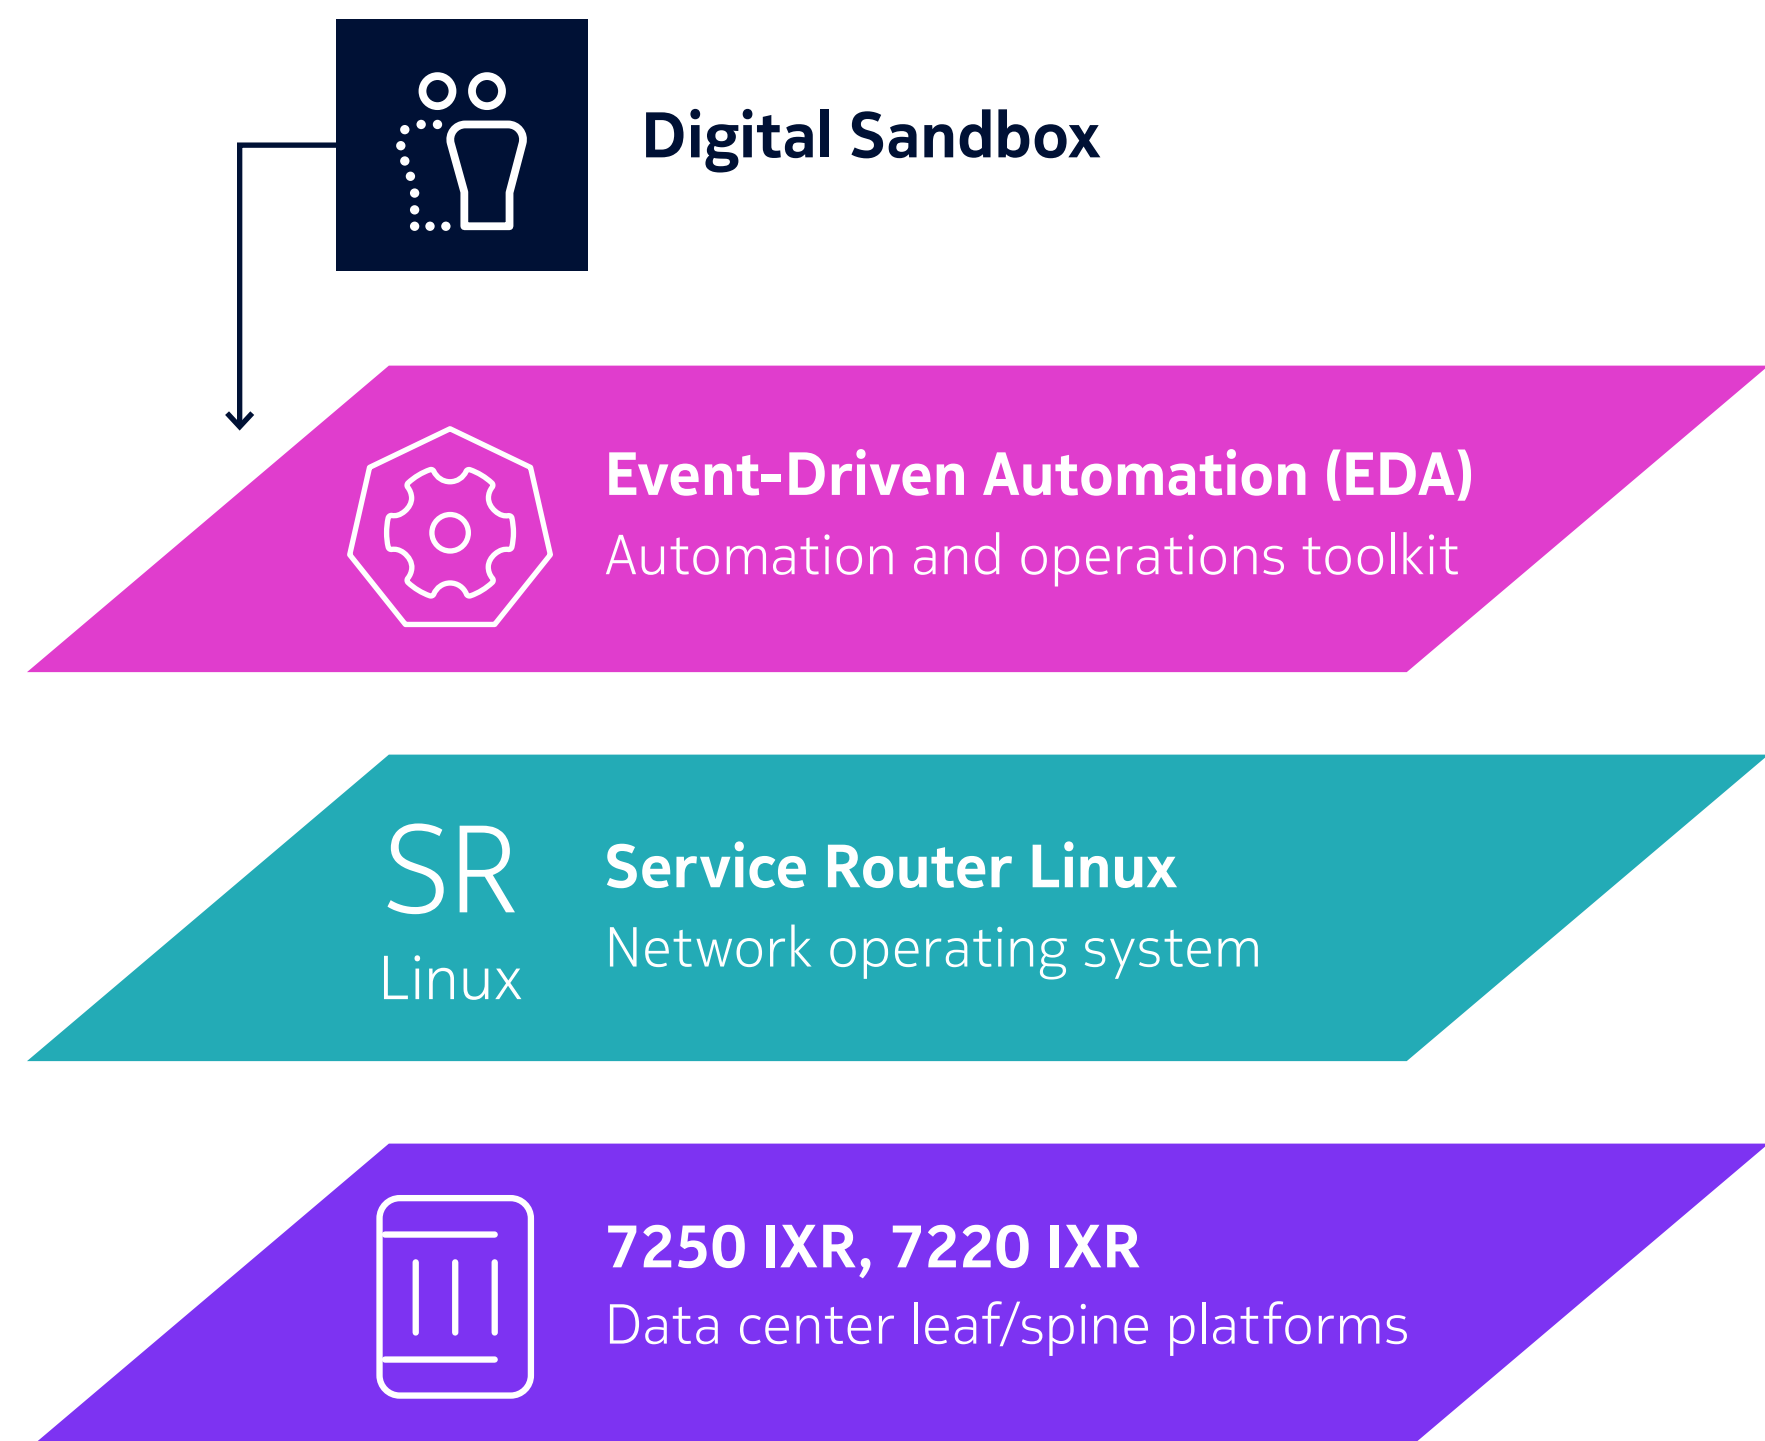 Digital Sandbox
Event-Driven Automation (EDA)
Automation and operations toolkit
SR
Linux
Service Router Linux
Network operating system
7250 IXR, 7220 IXR
Data center leaf/spine platforms